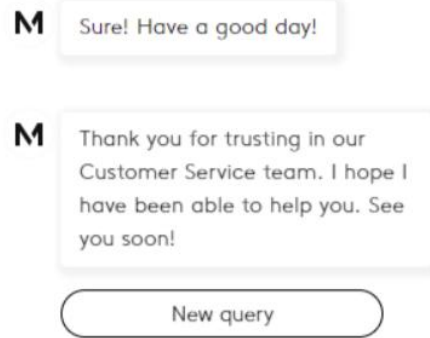 M
Sure! Have a good day!
M
Thank you for trusting in our
Customer Service team. I hope I
have been able to help you. See
you soon!
New query